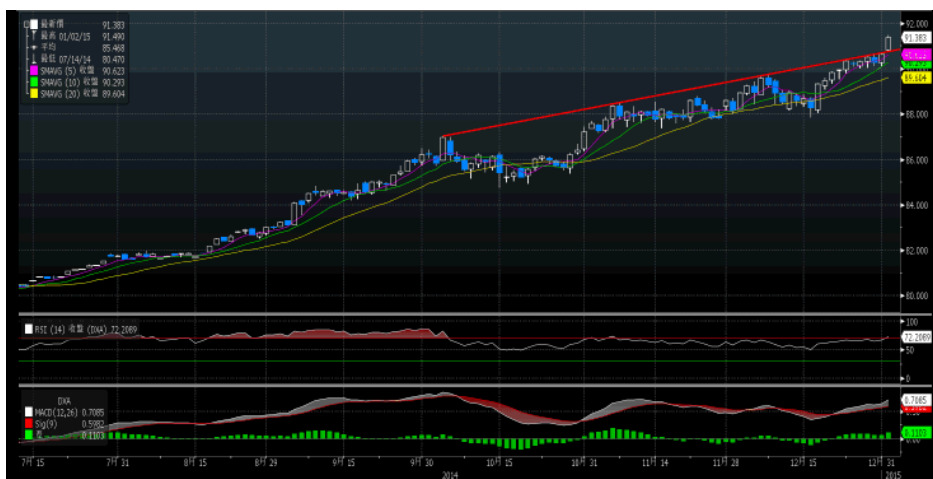 最新價 91.383
最高 01/02/15 91.490
平均 85.468
最低 07/14/14 80.470
SMAVG (5) 收盤 90.623
SMAVG (10) 收盤 90.293
SMAVG (20) 收盤 89.604
92.000
91.383
89.604
88.000
86.000
84.000
82.000
80.000
RSI (14) 收盤 (DXA) 72.2089
100
72.2089
50
0
DXA
MACD(12,26) 0.7085
Sig(9) 0.5982
0.1103
0.7085
0.1103
7月 15 7月 31 8月 15 8月 29 9月 15 9月 30 10月 15 10月 31 11月 14 11月 28 12月 15 12月 31
2014 2015